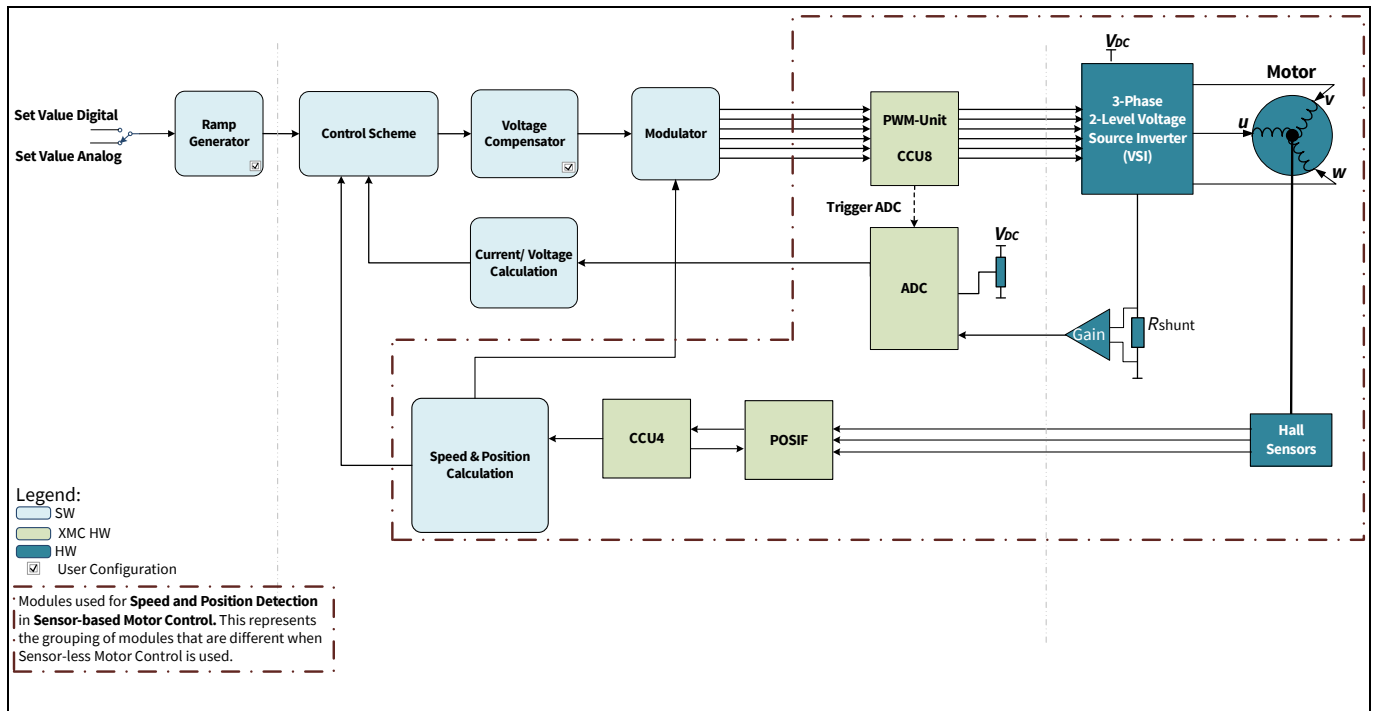 Set Value Digital
Set Value Analog
Ramp
Generator
Control Scheme
Voltage
Compensator
Modulator
PWM-Unit
CCU8
VDC
3-Phase
2-Level Voltage
Source Inverter
(VSI)
Motor
u
v
w
Trigger ADC
Current/ Voltage
Calculation
ADC
VDC
Gain
Rshunt
Speed & Position
Calculation
CCU4
POSIF
Hall
Sensors
Legend:
SW
XMC HW
HW
User Configuration
Modules used for Speed and Position Detection
in Sensor-based Motor Control. This represents
the grouping of modules that are different when
Sensor-less Motor Control is used.